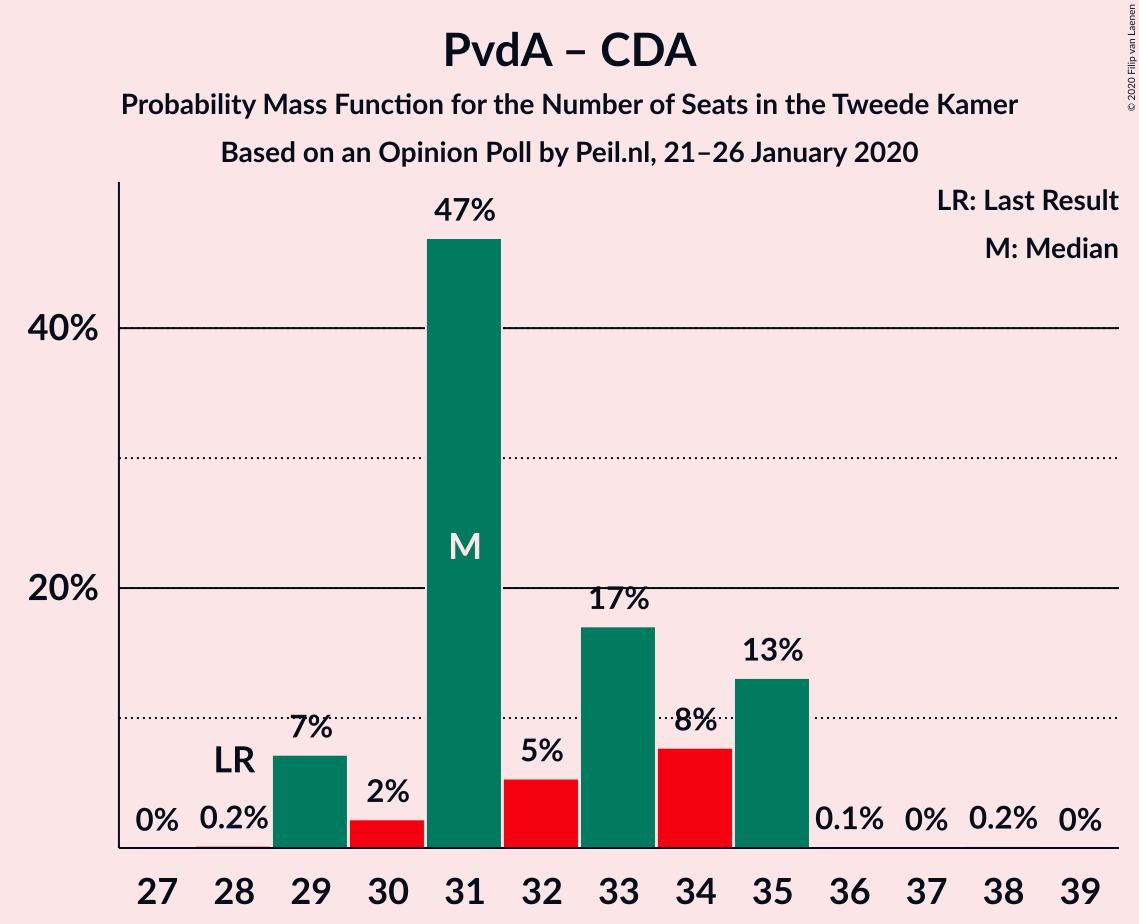 PvdA – CDA
Probability Mass Function for the Number of Seats in the Tweede Kamer
Based on an Opinion Poll by Peil.nl, 21–26 January 2020
© 2020 Filip van Laenen
LR: Last Result
M: Median
40%
20%
0%
LR
0.2%
7%
2%
47%
M
5%
17%
8%
13%
0.1%
0%
0.2%
0%
27 28 29 30 31 32 33 34 35 36 37 38 39